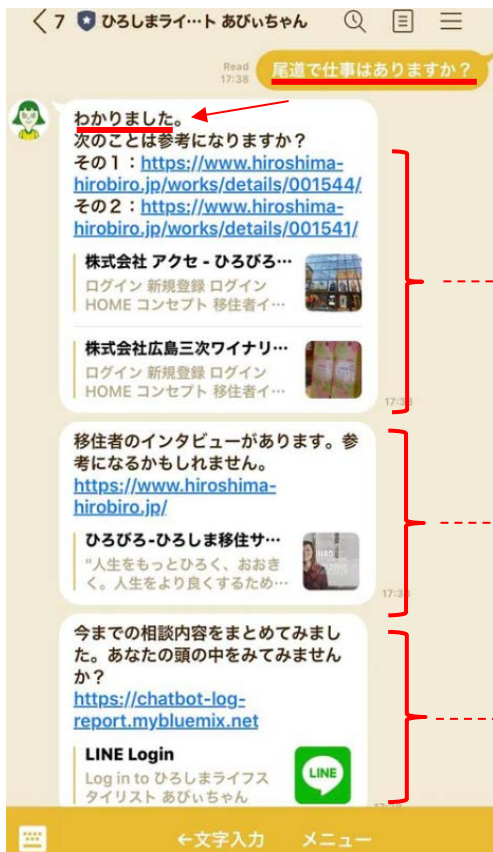 7 ひろしまライ…ト あびぃちゃん
Read
17:38
尾道で仕事はありますか？
わかりました。
次のことは参考になりますか？
その１：https://www.hiroshima-
hirobiro.jp/works/details/001544/
その２：https://www.hiroshima-
hirobiro.jp/works/details/001541/
株式会社 アクセ - ひろびろ…
ログイン 新規登録 ログイン
HOME コンセプト 移住者イ…
株式会社広島三次ワイナリ…
ログイン 新規登録 ログイン
HOME コンセプト 移住者イ…
17:38
移住者のインタビューがあります。参
考になるかもしれません。
https://www.hiroshima-
hirobiro.jp/
ひろびろ-ひろしま移住サ…
"人生をもっとひろく、おおき
く。人生をより良くするため…
17:38
今までの相談内容をまとめてみまし
た。あなたの頭の中をみてみません
か？
https://chatbot-log-
report.mybluemix.net
LINE Login
Log in to ひろしまライフス
タイリスト あびぃちゃん
LINE
←文字入力 メニュー